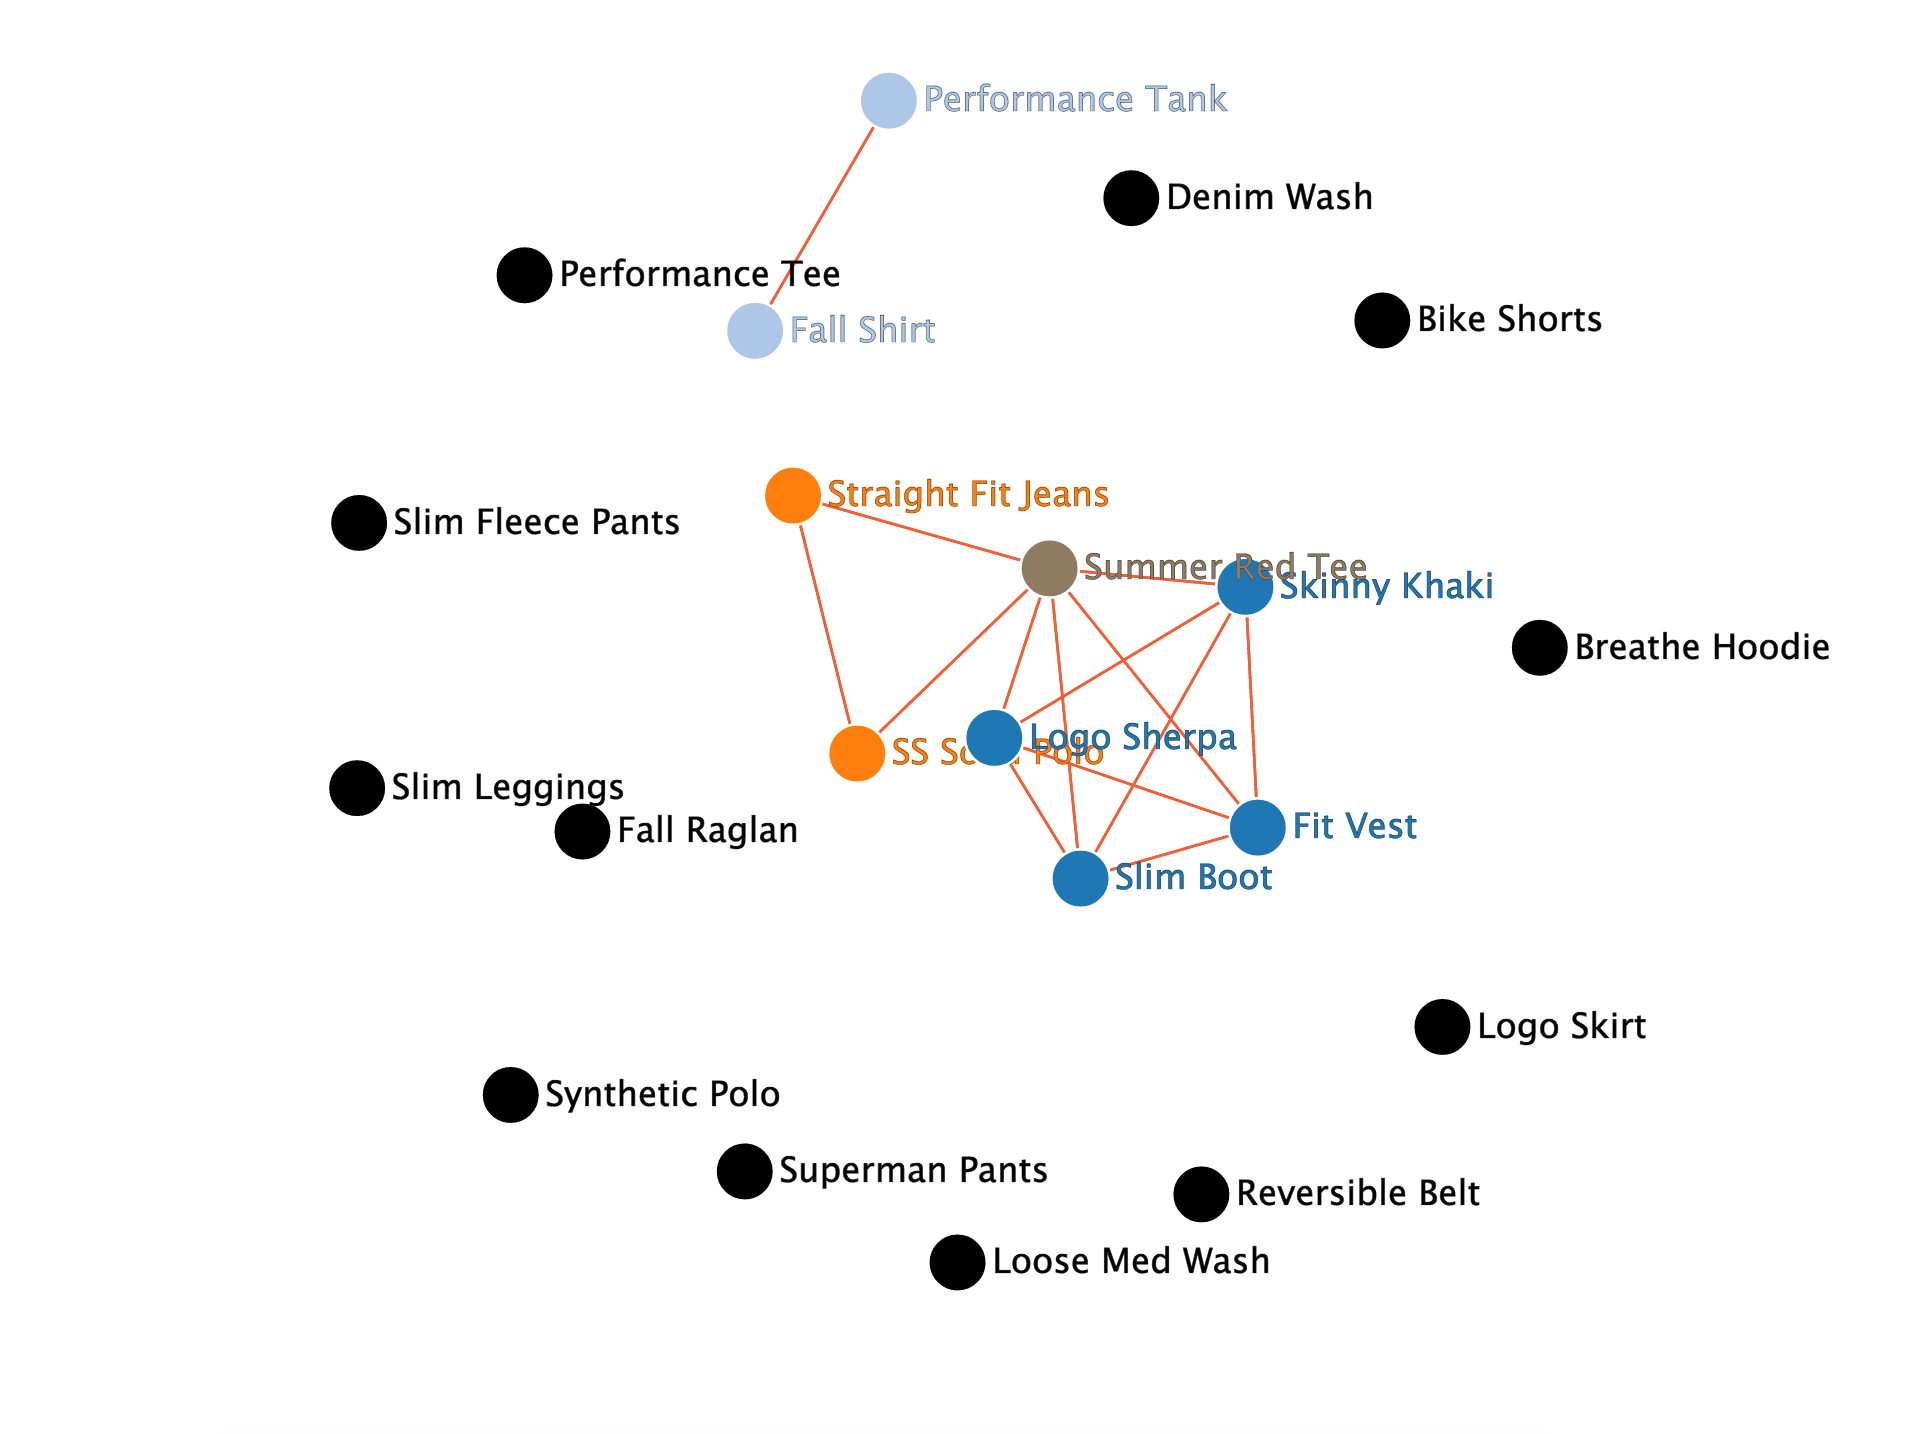 Performance Tank
Denim Wash
Performance Tee
Bike Shorts
Fall Shirt
Straight Fit Jeans
Slim Fleece Pants
Summer Red Tee
Skinny Khaki
Breathe Hoodie
Logo Sherpa
SS Polo
Slim Leggings
Fit Vest
Fall Raglan
Slim Boot
Logo Skirt
Synthetic Polo
Superman Pants
Reversible Belt
Loose Med Wash